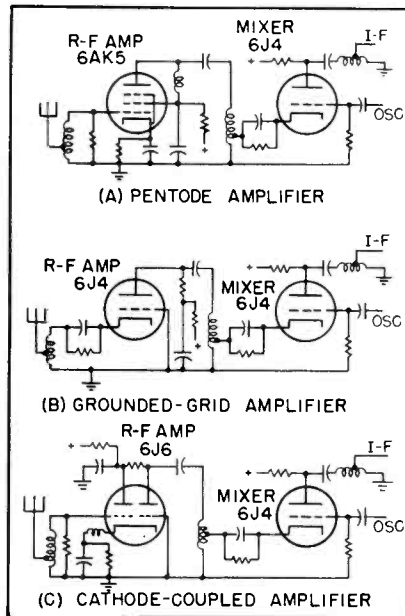 R-F AMP
6AK5
MIXER
6J4
I-F
+
+
OSC
(A) PENTODE AMPLIFIER
R-F AMP
6J4
MIXER
6J4
I-F
+
+
OSC
(B) GROUNDED-GRID AMPLIFIER
R-F AMP
6J6
MIXER
6J4
I-F
+
+
OSC
(C) CATHODE-COUPLED AMPLIFIER